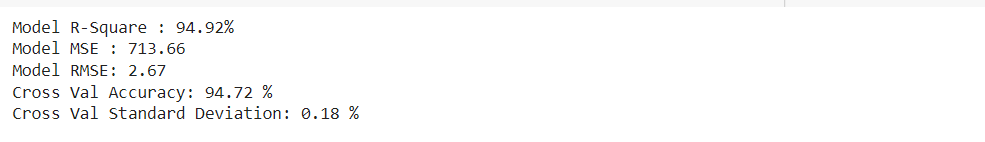 Model R-Square : 94.92%
Model MSE : 713.66
Model RMSE: 2.67
Cross Val Accuracy: 94.72 %
Cross Val Standard Deviation: 0.18 %